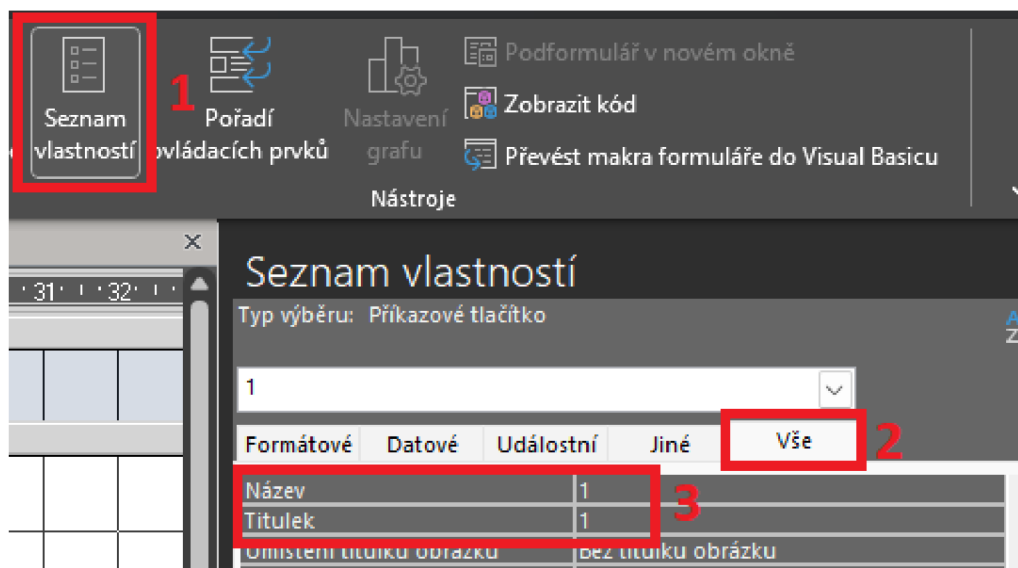 Seznam
vlastností
1
Pořadí
ovládacích prvků
Nastavení
grafu
Podformulář v novém okně
Zobrazit kód
Převést makra formuláře do Visual Basicu
Nástroje
31 32
Seznam vlastností
Typ výběru: Příkazové tlačítko
1
Formátové Datové Událostní Jiné Vše
2
Název 1
Titulek 1
3
Umístění titulku obrázku Bez titulku obrázku